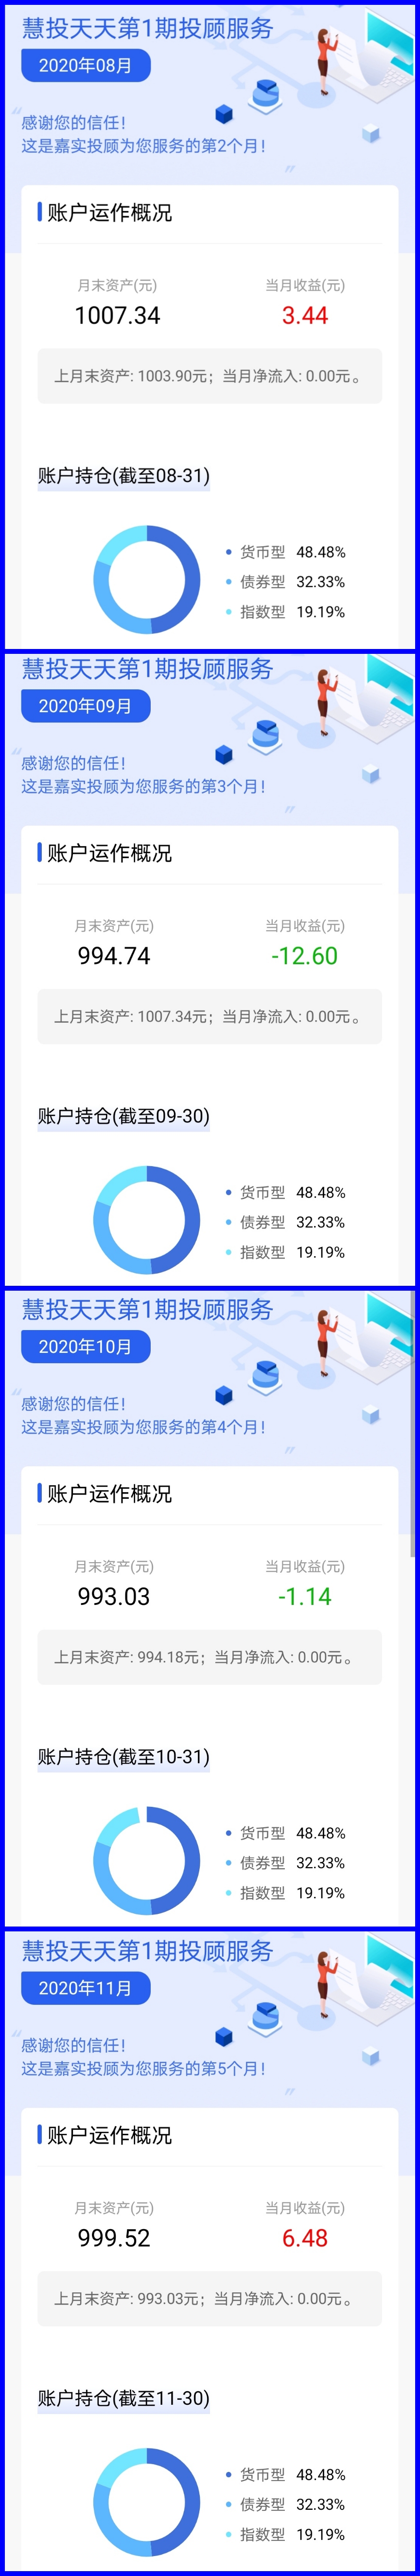 慧投天天第1期投顾服务
2020年08月
感谢您的信任!
这是嘉实投顾为您服务的第2个月!
账户运作概况
月末资产(元) 当月收益(元)
1007.34 3.44
上月末资产: 1003.90元; 当月净流入: 0.00元。
账户持仓(截至08-31)
货币型 48.48%
债券型 32.33%
指数型 19.19%
慧投天天第1期投顾服务
2020年09月
感谢您的信任!
这是嘉实投顾为您服务的第3个月!
账户运作概况
月末资产(元) 当月收益(元)
994.74 -12.60
上月末资产: 1007.34元; 当月净流入: 0.00元。
账户持仓(截至09-30)
货币型 48.48%
债券型 32.33%
指数型 19.19%
慧投天天第1期投顾服务
2020年10月
感谢您的信任!
这是嘉实投顾为您服务的第4个月!
账户运作概况
月末资产(元) 当月收益(元)
993.03 -1.14
上月末资产: 994.18元; 当月净流入: 0.00元。
账户持仓(截至10-31)
货币型 48.48%
债券型 32.33%
指数型 19.19%
慧投天天第1期投顾服务
2020年11月
感谢您的信任!
这是嘉实投顾为您服务的第5个月!
账户运作概况
月末资产(元) 当月收益(元)
999.52 6.48
上月末资产: 993.03元; 当月净流入: 0.00元。
账户持仓(截至11-30)
货币型 48.48%
债券型 32.33%
指数型 19.19%